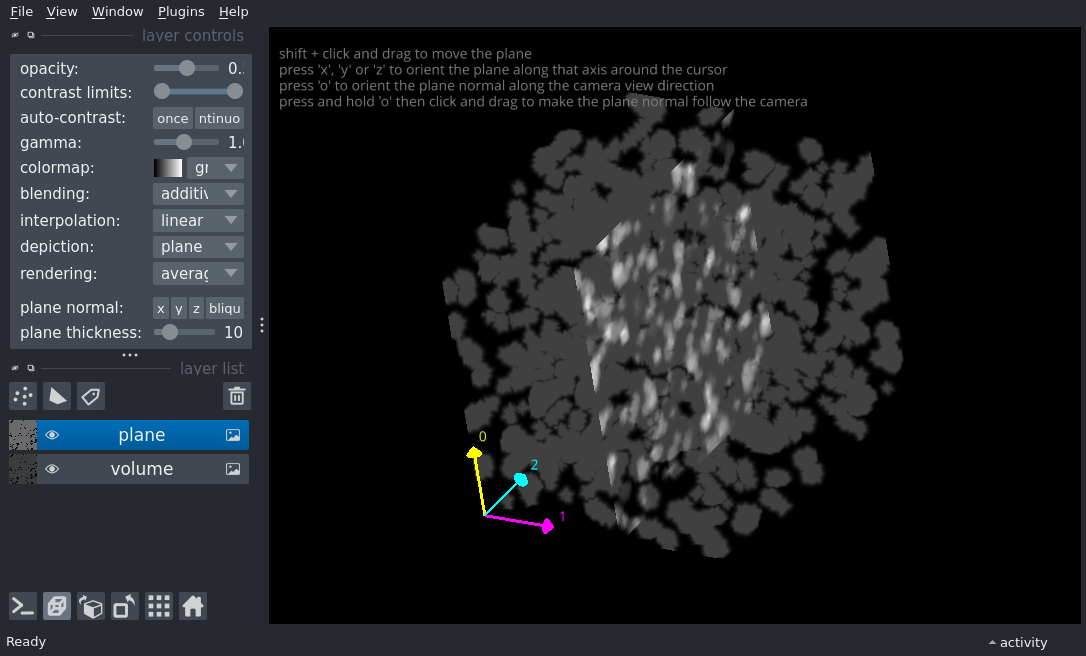 File View Window Plugins Help
layer controls
opacity: 0.
contrast limits:
auto-contrast: once ntinuo
gamma: 1.
colormap: gr
blending: additiv
interpolation: linear
depiction: plane
rendering: averag
plane normal: x y z bliqu
plane thickness: 10
layer list
plane
volume
shift + click and drag to move the plane
press 'x', 'y' or 'z' to orient the plane along that axis around the cursor
press 'o' to orient the plane normal along the camera view direction
press and hold 'o' then click and drag to make the plane normal follow the camera
0
2
1
Ready
activity